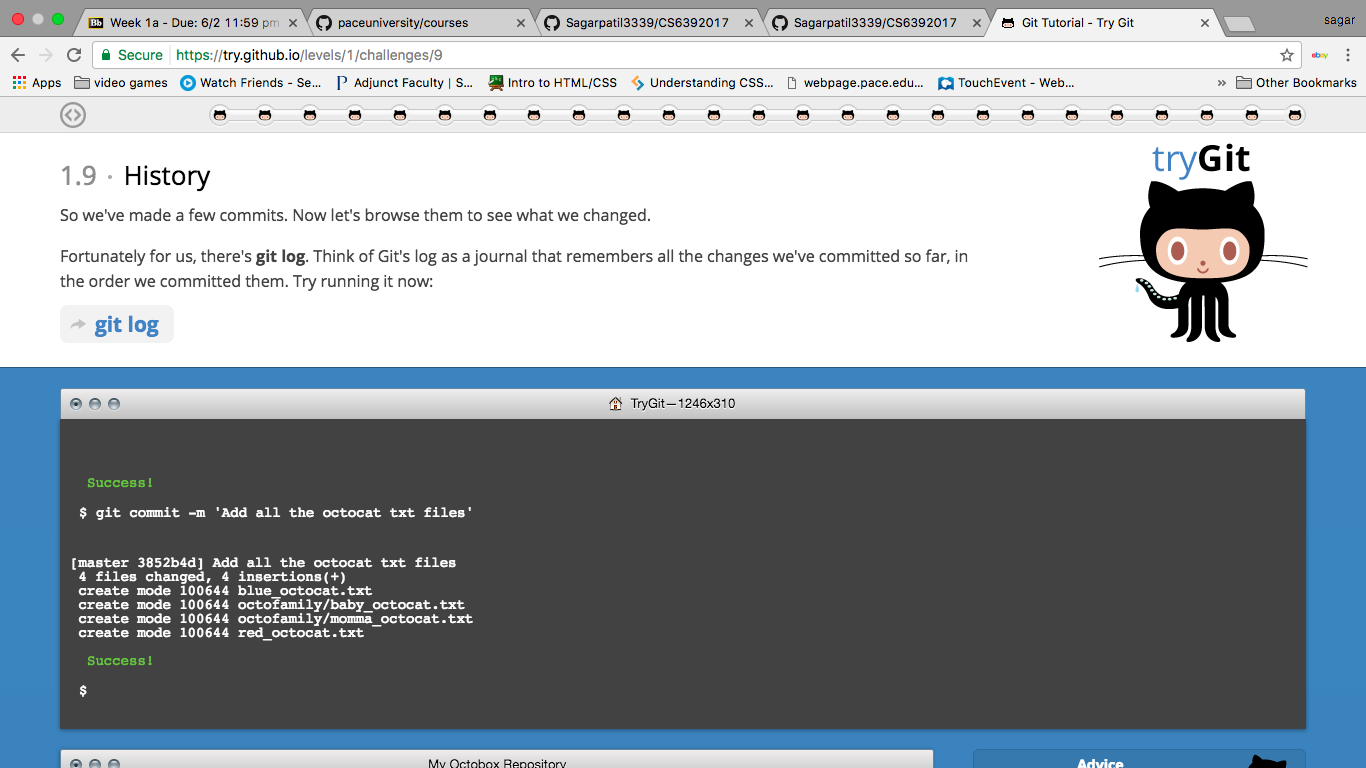 Week 1a - Due: 6/2 11:59 pm
paceuniversity/courses
Sagarpatil3339/CS6392017
Sagarpatil3339/CS6392017
Git Tutorial - Try Git
sagar
Secure https://try.github.io/levels/1/challenges/9
ebay
Apps
video games
Watch Friends - Se...
Adjunct Faculty | S...
Intro to HTML/CSS
Understanding CSS...
webpage.pace.edu...
TouchEvent - Web...
» Other Bookmarks
tryGit
1.9 · History
So we've made a few commits. Now let's browse them to see what we changed.
Fortunately for us, there's git log. Think of Git's log as a journal that remembers all the changes we've committed so far, in
the order we committed them. Try running it now:
git log
TryGit—1246x310
Success!
$ git commit -m 'Add all the octocat txt files'
[master 3852b4d] Add all the octocat txt files
4 files changed, 4 insertions(+)
create mode 100644 blue_octocat.txt
create mode 100644 octofamily/baby_octocat.txt
create mode 100644 octofamily/momma_octocat.txt
create mode 100644 red_octocat.txt
Success!
$
My Octobox Repository
Advice